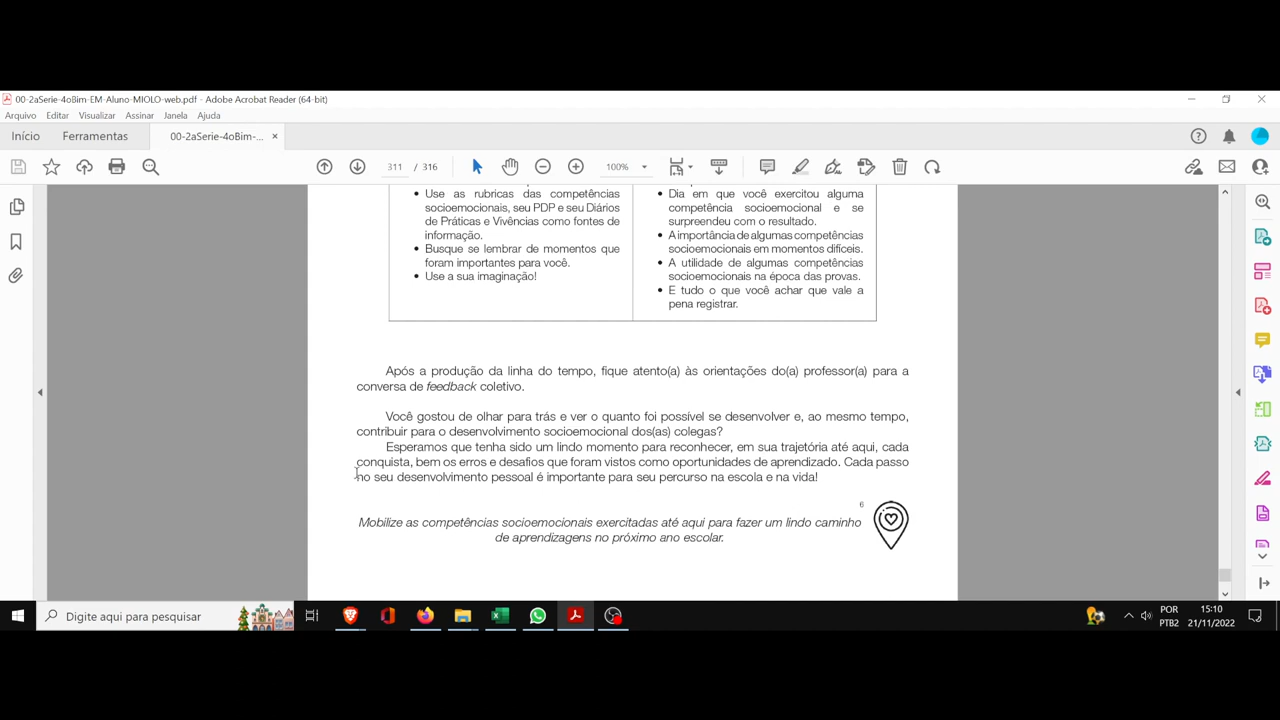 00-2aSerie-4oBim-EM-Aluno-MIOLO-web.pdf - Adobe Acrobat Reader (64-bit)
Arquivo Editar Visualizar Assinar Janela Ajuda
Início Ferramentas 00-2aSerie-4oBim-... ×
311 / 316 100%
• Use as rubricas das competências
socioemocionais, seu PDP e seu Diários
de Práticas e Vivências como fontes de
informação.
• Busque se lembrar de momentos que
foram importantes para você.
• Use a sua imaginação!
• Dia em que você exercitou alguma
competência socioemocional e se
surpreendeu com o resultado.
• A importância de algumas competências
socioemocionais em momentos difíceis.
• A utilidade de algumas competências
socioemocionais na época das provas.
• E tudo o que você achar que vale a
pena registrar.
Após a produção da linha do tempo, fique atento(a) às orientações do(a) professor(a) para a
conversa de feedback coletivo.
Você gostou de olhar para trás e ver o quanto foi possível se desenvolver e, ao mesmo tempo,
contribuir para o desenvolvimento socioemocional dos(as) colegas?
Esperamos que tenha sido um lindo momento para reconhecer, em sua trajetória até aqui, cada
conquista, bem os erros e desafios que foram vistos como oportunidades de aprendizado. Cada passo
no seu desenvolvimento pessoal é importante para seu percurso na escola e na vida!
6
Mobilize as competências socioemocionais exercitadas até aqui para fazer um lindo caminho
de aprendizagens no próximo ano escolar.
Digite aqui para pesquisar
POR
PTB2
15:10
21/11/2022